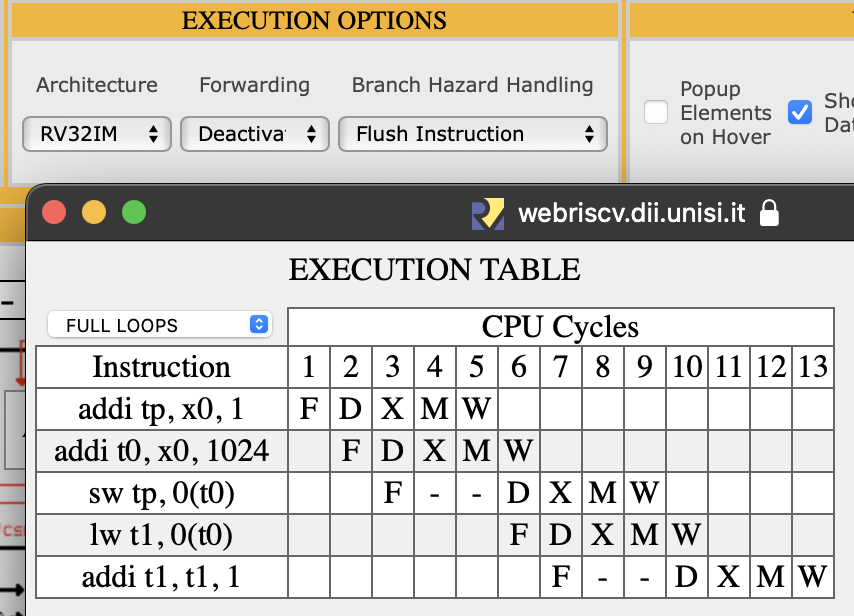 EXECUTION OPTIONS
Architecture Forwarding Branch Hazard Handling
RV32IM Flush Instruction
Popup
Elements
on Hover
webriscv.dii.unisi.it
EXECUTION TABLE
FULL LOOPS CPU Cycles
Instruction 1 2 3 4 5 6 7 8 9 10 11 12 13
addi tp, x0, 1 F D X M W
addi t0, x0, 1024 F D X M W
sw tp, 0(t0) F - - D X M W
lw t1, 0(t0) F D X M W
addi t1, t1, 1 F - - D X M W